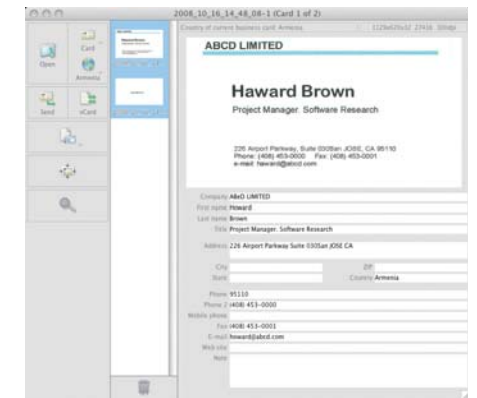 2008_10_16_14_48_08-1 (Card 1 of 2)
Country of current business card: Armenia
Open
Card
Armenia
Send
vCard
ABCD LIMITED
Haward Brown
Project Manager. Software Research
226 Airport Parkway, Suite 030San JOSE, CA 95110
Phone: (408) 453-0000 Fax: (408) 453-0001
e-mail: haward@abcd.com
Company ABcD LIMITED
First name Howard
Last name Brown
Title Project Manager. Software Research
Address 226 Airport Parkway Suite 030San JOSE CA
City ZIP
State Country Armenia
Phone 95110
Phone 2 (408) 453-0000
Mobile phone
Fax (408) 453-0001
E-mail haward@abcd.com
Web site
Note